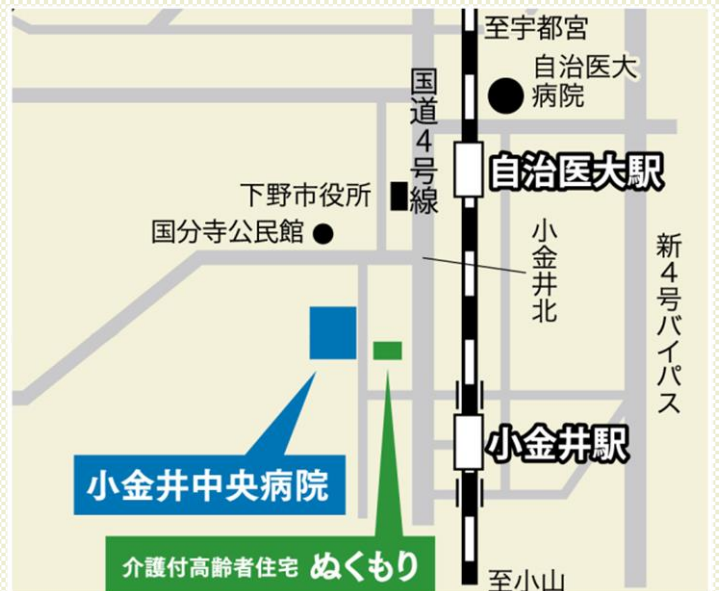 至宇都宮
自治医大
病院
国道4号線
自治医大駅
下野市役所
国分寺公民館
小金井北
新4号バイパス
小金井駅
小金井中央病院
介護付高齢者住宅 ぬくもり
至小山